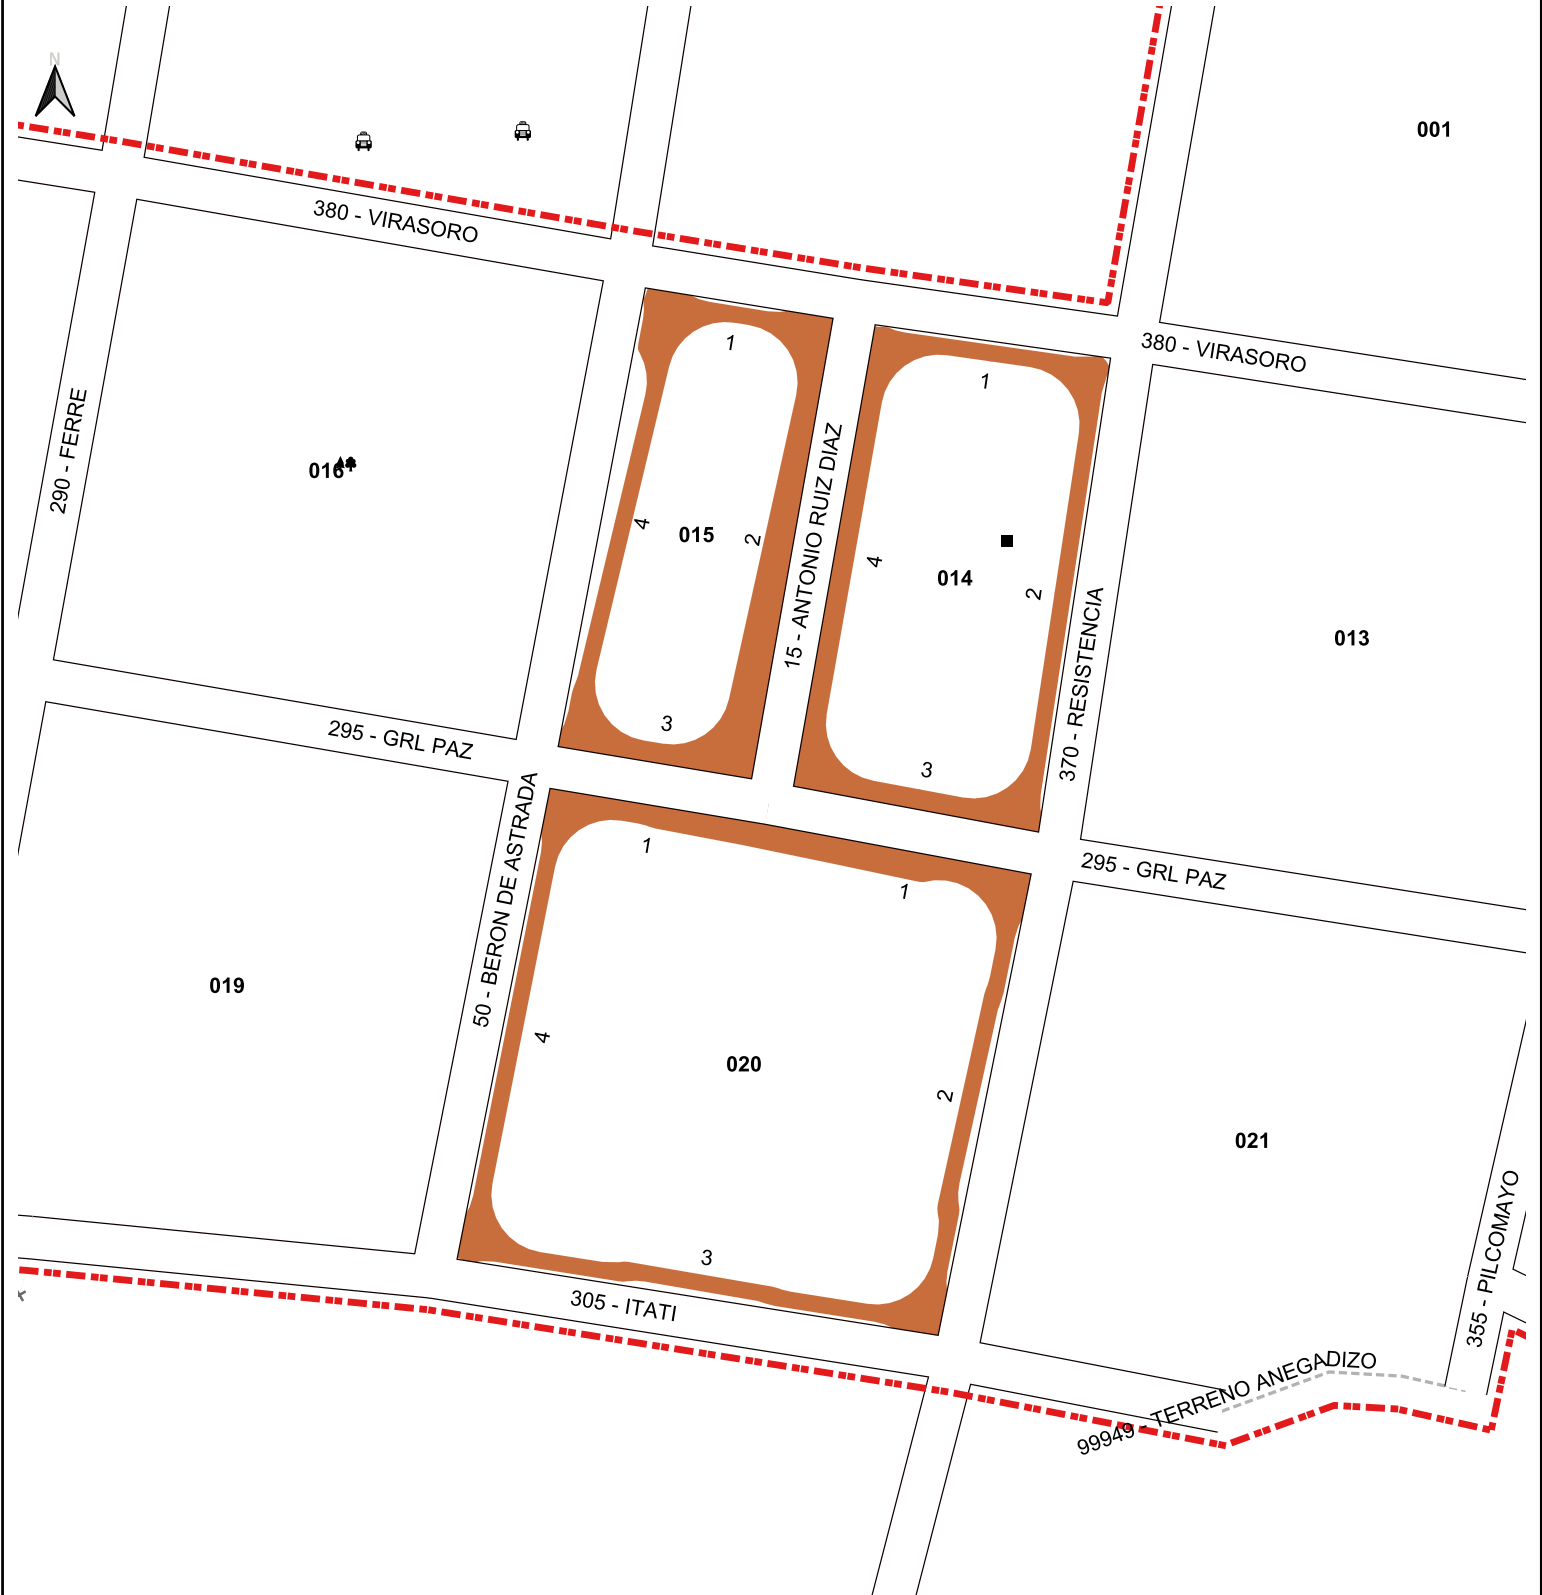 N
001
380 - VIRASORO
380 - VIRASORO
1
1
290 - FERRE
016
4
015
2
15 - ANTONIO RUIZ DIAZ
4
014
2
370 - RESISTENCIA
013
3
3
295 - GRL PAZ
295 - GRL PAZ
50 - BERON DE ASTRADA
1
1
019
4
020
2
021
3
305 - ITATI
355 - PILCOMAYO
99949 - TERRENO ANEGADIZO